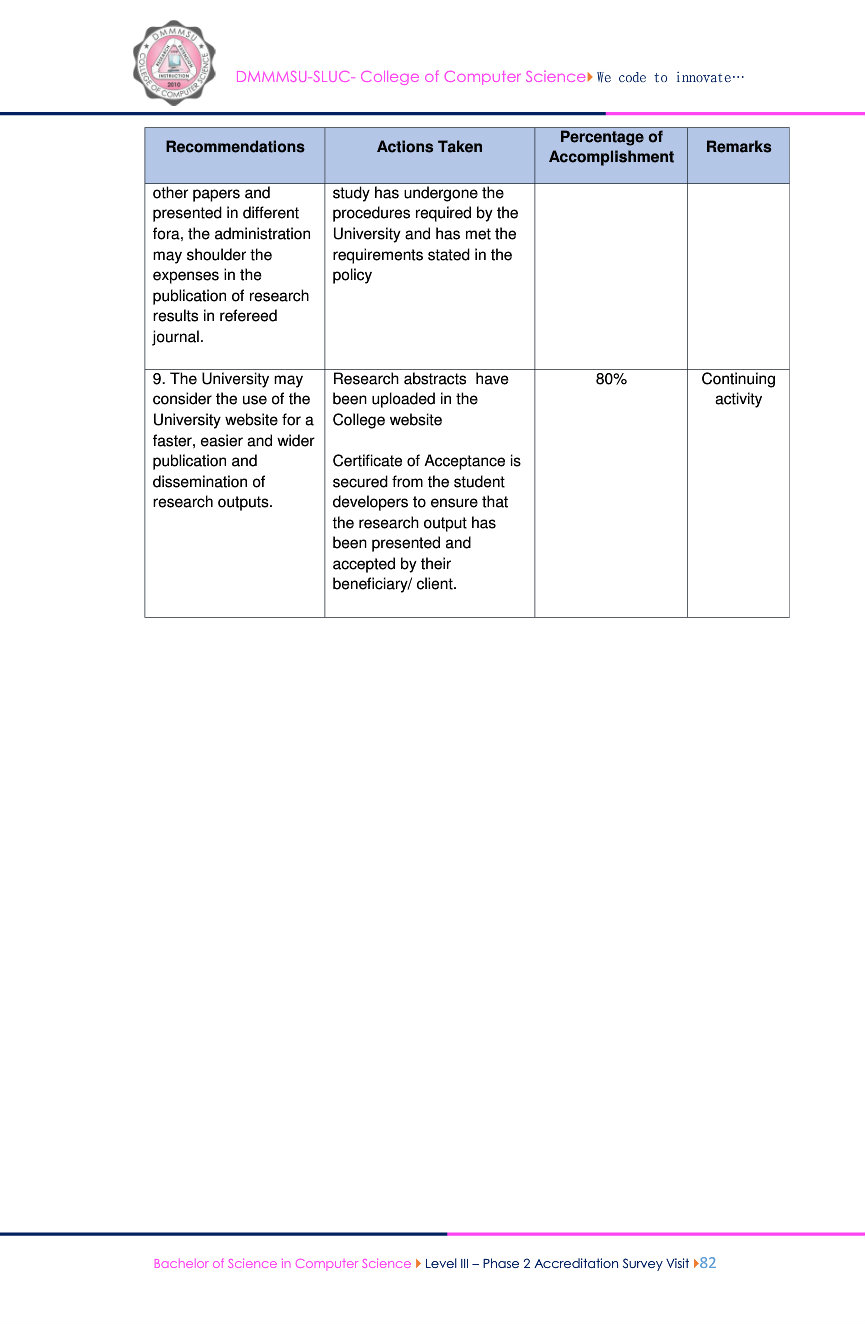 DMMMSU
COLLEGE OF COMPUTER SCIENCE
RESEARCH
EXTENSION
INSTRUCTION
2010
DMMMSU-SLUC- College of Computer Science We code to innovate…
Recommendations
Actions Taken
Percentage of
Accomplishment
Remarks
other papers and
presented in different
fora, the administration
may shoulder the
expenses in the
publication of research
results in refereed
journal.
study has undergone the
procedures required by the
University and has met the
requirements stated in the
policy
9. The University may
consider the use of the
University website for a
faster, easier and wider
publication and
dissemination of
research outputs.
Research abstracts  have
been uploaded in the
College website
Certificate of Acceptance is
secured from the student
developers to ensure that
the research output has
been presented and
accepted by their
beneficiary/ client.
80%
Continuing
activity
Bachelor of Science in Computer Science Level III – Phase 2 Accreditation Survey Visit 82